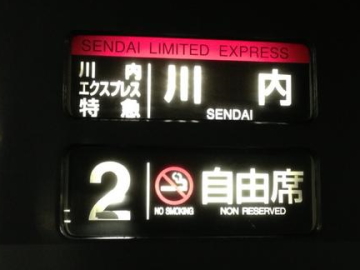 SENDAI LIMITED EXPRESS
川内
エクスプレス
特急
川内
SENDAI
2
自由席
NO SMOKING
NON RESERVED